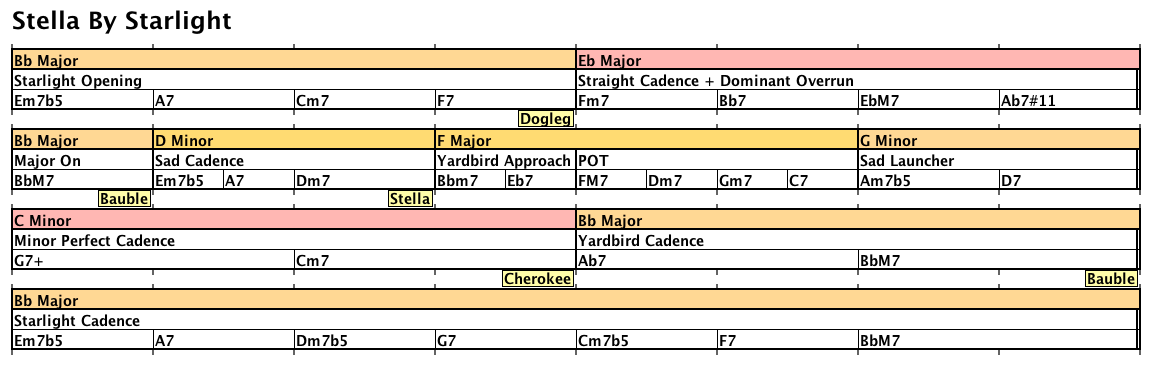 Stella By Starlight
Bb Major Eb Major
Starlight Opening Straight Cadence + Dominant Overrun
Em7b5 A7 Cm7 F7 Fm7 Bb7 EbM7 Ab7#11
Dogleg
Bb Major D Minor F Major G Minor
Major On Sad Cadence Yardbird Approach POT Sad Launcher
BbM7 Em7b5 A7 Dm7 Bbm7 Eb7 FM7 Dm7 Gm7 C7 Am7b5 D7
Bauble Stella
C Minor Bb Major
Minor Perfect Cadence Yardbird Cadence
G7+ Cm7 Ab7 BbM7
Cherokee Bauble
Bb Major
Starlight Cadence
Em7b5 A7 Dm7b5 G7 Cm7b5 F7 BbM7